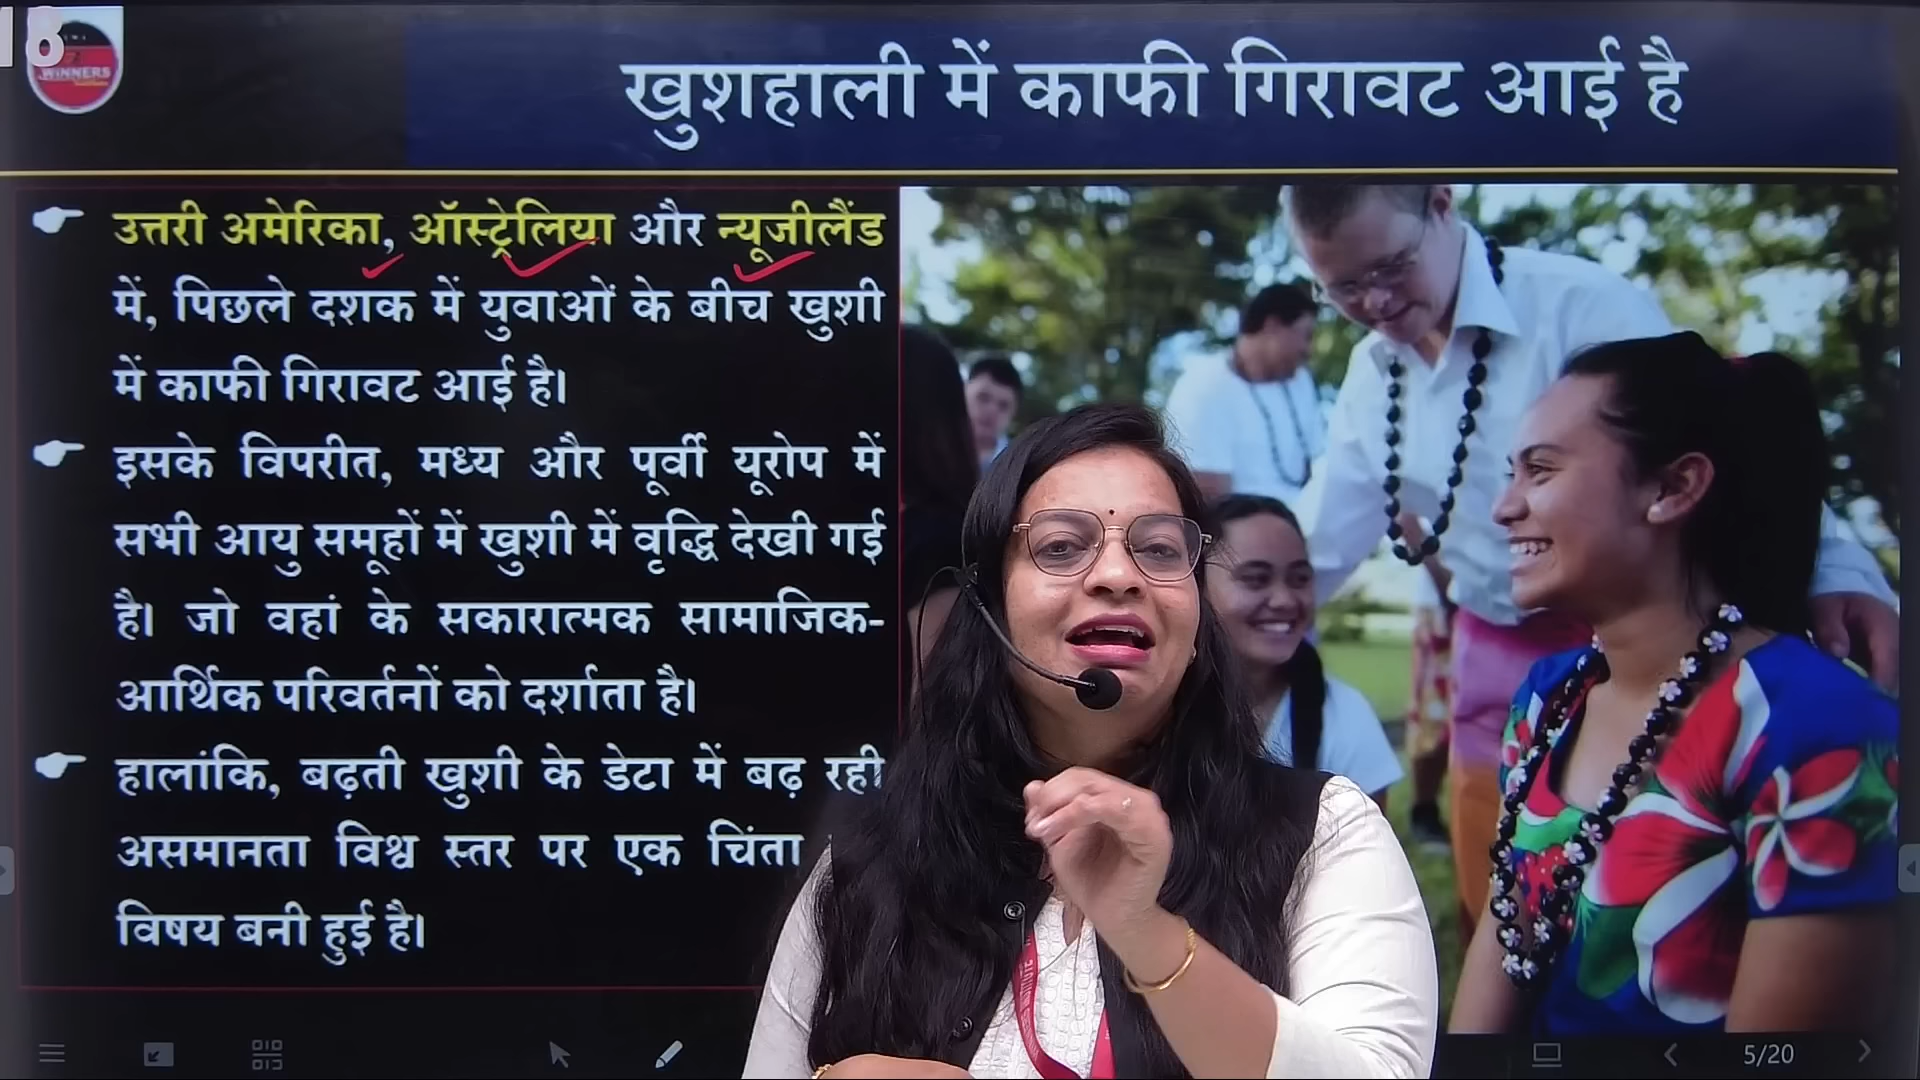 18
WiNNERS
खुशहाली में काफी गिरावट आई है
उत्तरी अमेरिका, ऑस्ट्रेलिया और न्यूजीलैंड
में, पिछले दशक में युवाओं के बीच खुशी
में काफी गिरावट आई है।
इसके विपरीत, मध्य और पूर्वी यूरोप में
सभी आयु समूहों में खुशी में वृद्धि देखी गई
है। जो वहां के सकारात्मक सामाजिक-
आर्थिक परिवर्तनों को दर्शाता है।
हालांकि, बढ़ती खुशी के डेटा में बढ़ रही
असमानता विश्व स्तर पर एक चिंता
विषय बनी हुई है।
5/20